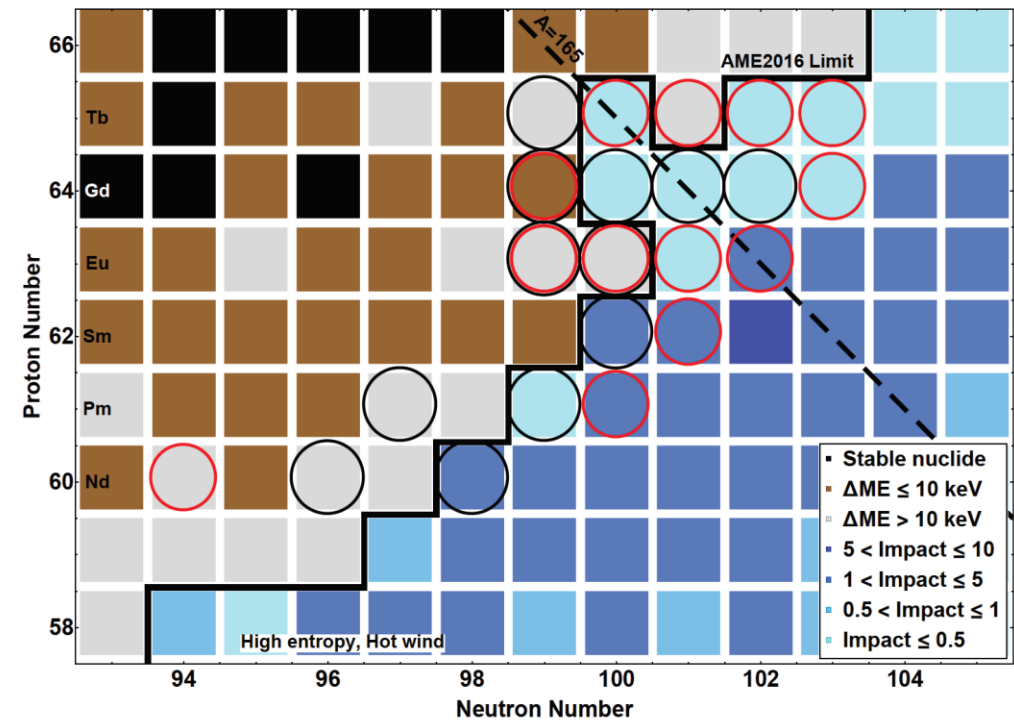 A=165
66
AME2016 Limit
Tb
64
Gd
Eu
62
Sm
Pm
60
Nd
58
Proton Number
High entropy, Hot wind
Stable nuclide
ΔME ≤ 10 keV
ΔME > 10 keV
5 < Impact ≤ 10
1 < Impact ≤ 5
0.5 < Impact ≤ 1
Impact ≤ 0.5
94 96 98 100 102 104
Neutron Number